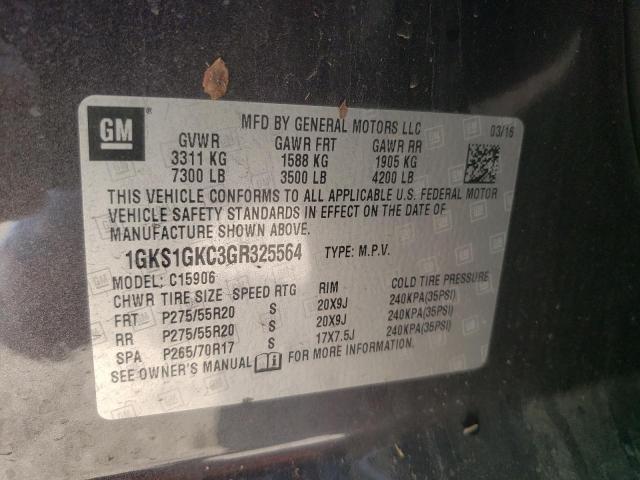 GM
MFD BY GENERAL MOTORS LLC 03/16
GVWR GAWR FRT GAWR RR
3311 KG 1588 KG 1905 KG
7300 LB 3500 LB 4200 LB
THIS VEHICLE CONFORMS TO ALL APPLICABLE U.S. FEDERAL MOTOR
VEHICLE SAFETY STANDARDS IN EFFECT ON THE DATE OF
MANUFACTURE SHOWN ABOVE.
1GKS1GKC3GR325564 TYPE: M.P.V.
MODEL: C15906
CHWR TIRE SIZE SPEED RTG RIM COLD TIRE PRESSURE
FRT P275/55R20 S 20X9J 240KPA(35PSI)
RR P275/55R20 S 20X9J 240KPA(35PSI)
SPA P265/70R17 S 17X7.5J 240KPA(35PSI)
SEE OWNER'S MANUAL FOR MORE INFORMATION.